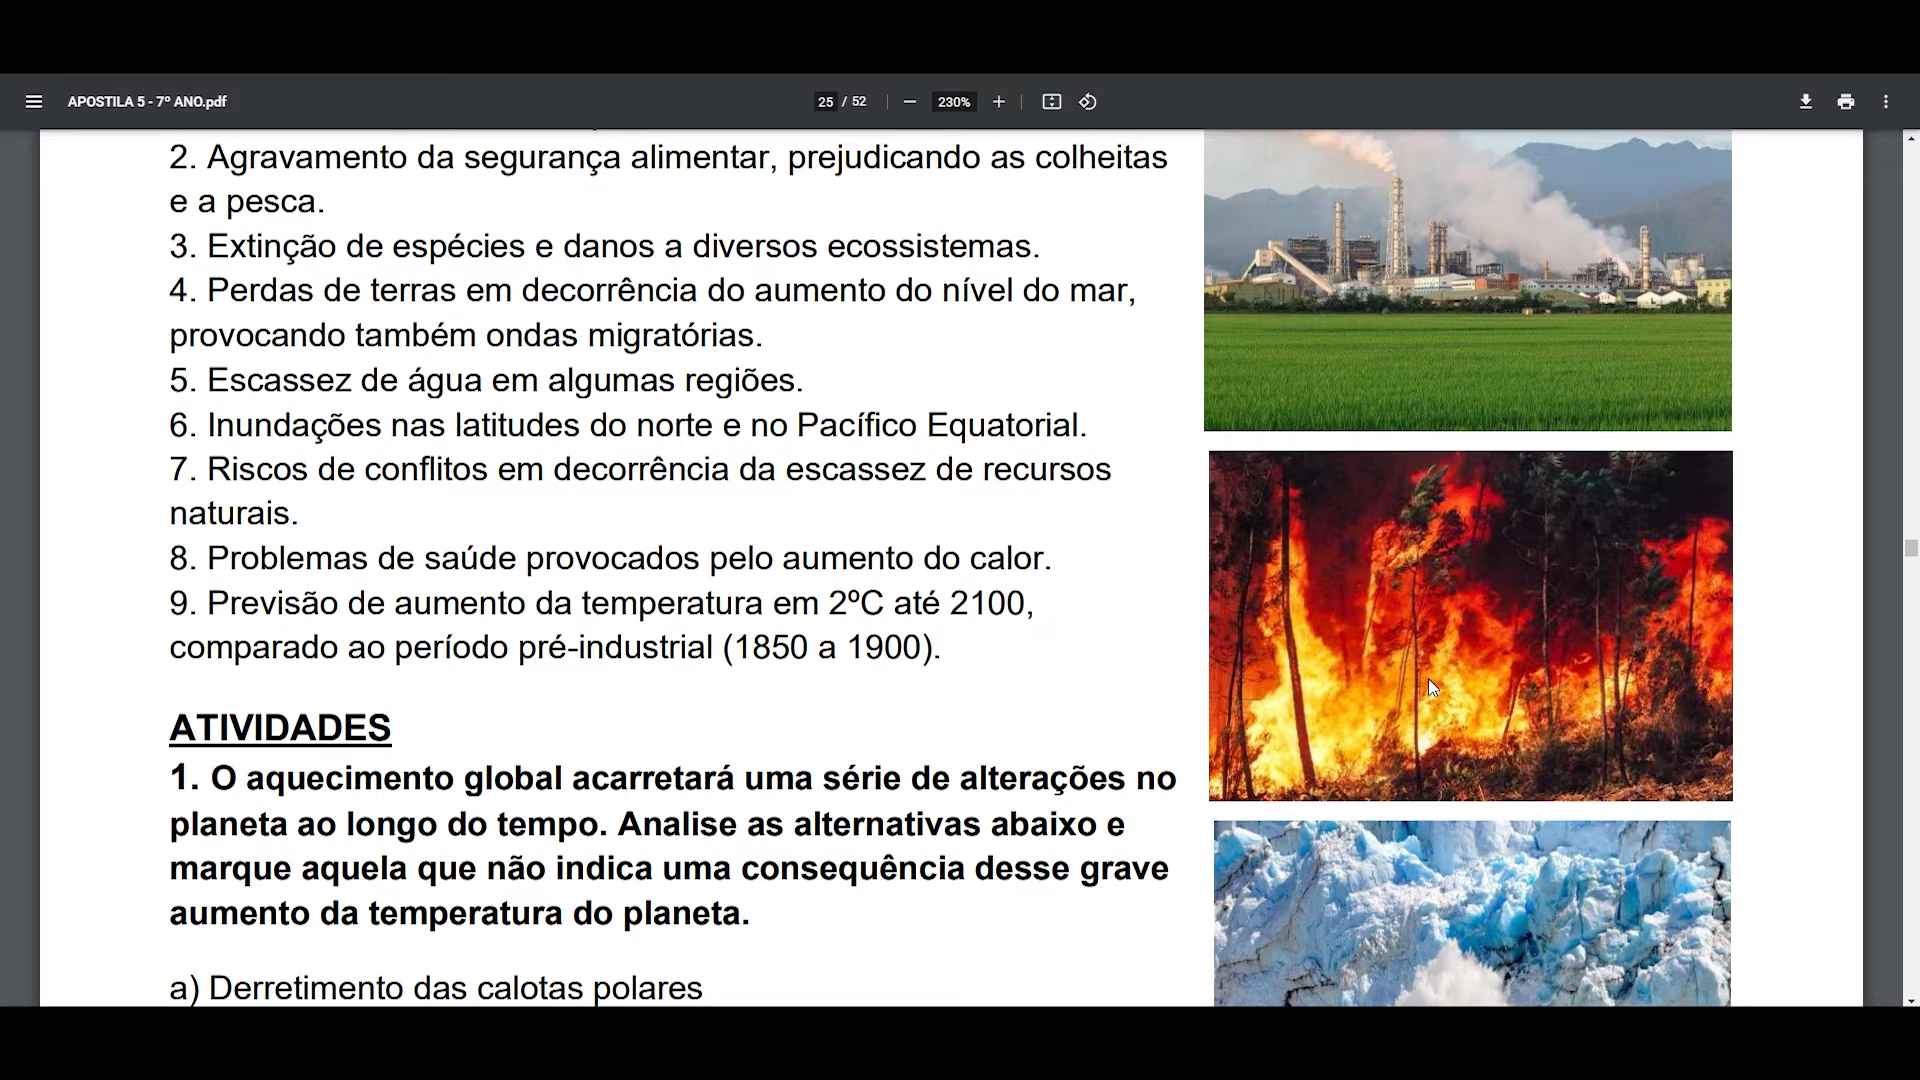 APOSTILA 5 - 7º ANO.pdf
25 / 52
230%
2. Agravamento da segurança alimentar, prejudicando as colheitas
e a pesca.
3. Extinção de espécies e danos a diversos ecossistemas.
4. Perdas de terras em decorrência do aumento do nível do mar,
provocando também ondas migratórias.
5. Escassez de água em algumas regiões.
6. Inundações nas latitudes do norte e no Pacífico Equatorial.
7. Riscos de conflitos em decorrência da escassez de recursos
naturais.
8. Problemas de saúde provocados pelo aumento do calor.
9. Previsão de aumento da temperatura em 2ºC até 2100,
comparado ao período pré-industrial (1850 a 1900).
ATIVIDADES
1. O aquecimento global acarretará uma série de alterações no
planeta ao longo do tempo. Analise as alternativas abaixo e
marque aquela que não indica uma consequência desse grave
aumento da temperatura do planeta.
a) Derretimento das calotas polares